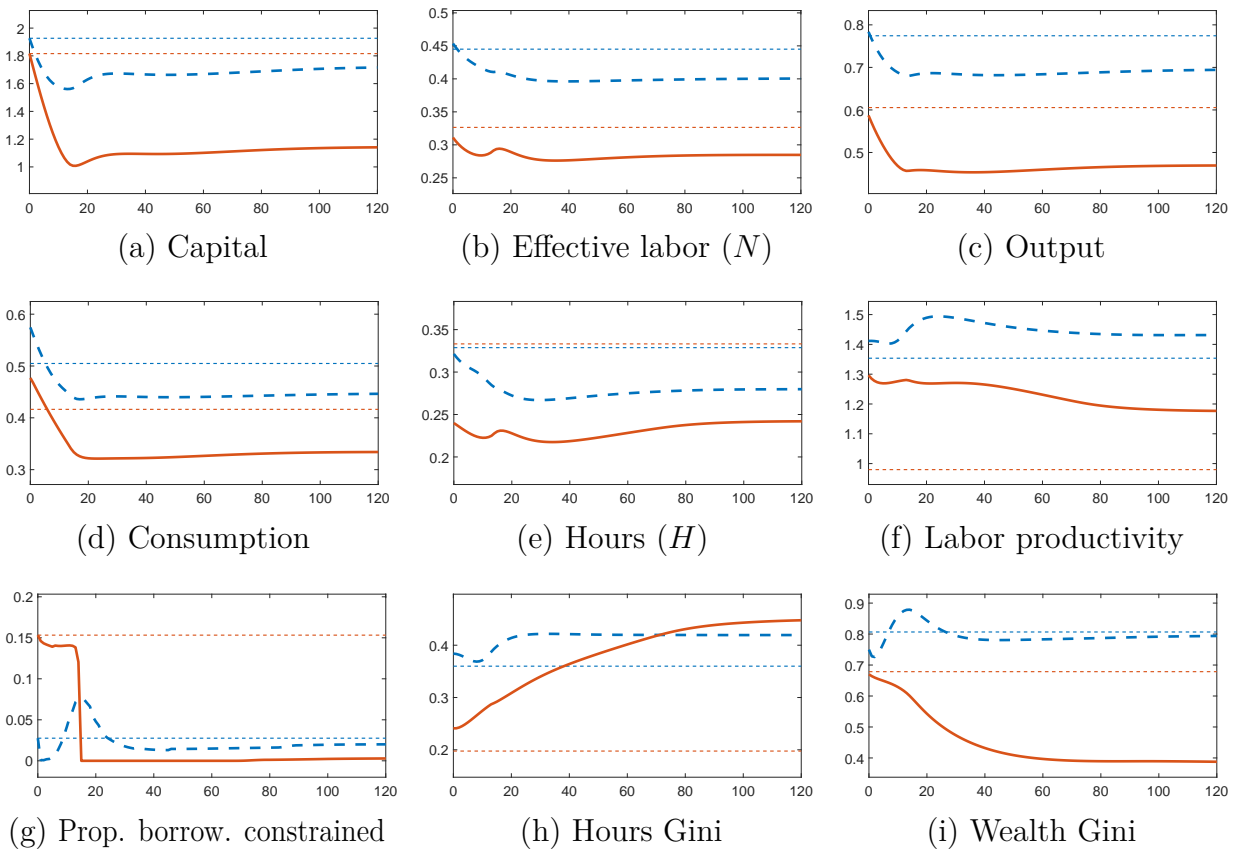 2
1.8
1.6
1.4
1.2
1
0 20 40 60 80 100 120
(a) Capital
0.5
0.45
0.4
0.35
0.3
0.25
0 20 40 60 80 100 120
(b) Effective labor (N)
0.8
0.7
0.6
0.5
0 20 40 60 80 100 120
(c) Output
0.6
0.5
0.4
0.3
0 20 40 60 80 100 120
(d) Consumption
0.35
0.3
0.25
0.2
0 20 40 60 80 100 120
(e) Hours (H)
1.5
1.4
1.3
1.2
1.1
1
0 20 40 60 80 100 120
(f) Labor productivity
0.2
0.15
0.1
0.05
0
0 20 40 60 80 100 120
(g) Prop. borrow. constrained
0.4
0.3
0.2
0 20 40 60 80 100 120
(h) Hours Gini
0.9
0.8
0.7
0.6
0.5
0.4
0 20 40 60 80 100 120
(i) Wealth Gini